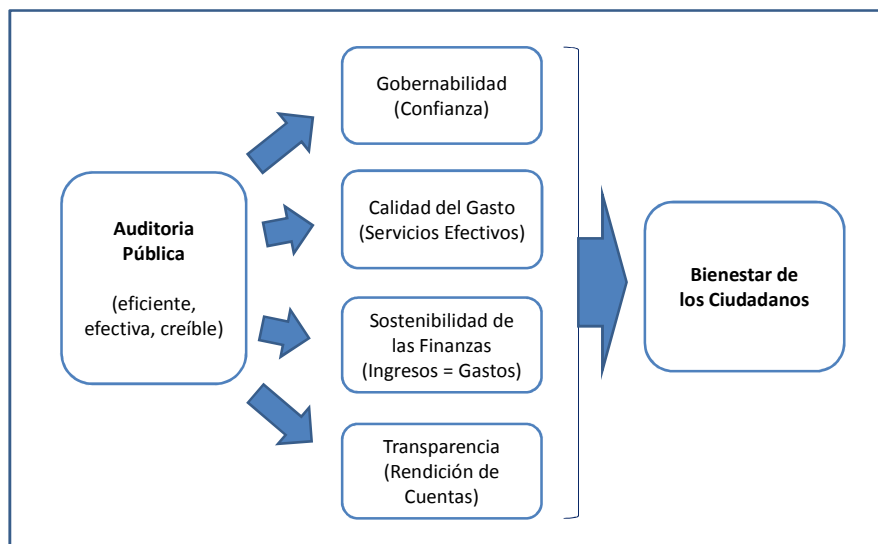 Gobernabilidad
(Confianza)
Auditoria
Pública
(eficiente,
efectiva, creíble)
Calidad del Gasto
(Servicios Efectivos)
Sostenibilidad de
las Finanzas
(Ingresos = Gastos)
Transparencia
(Rendición de
Cuentas)
Bienestar de
los Ciudadanos